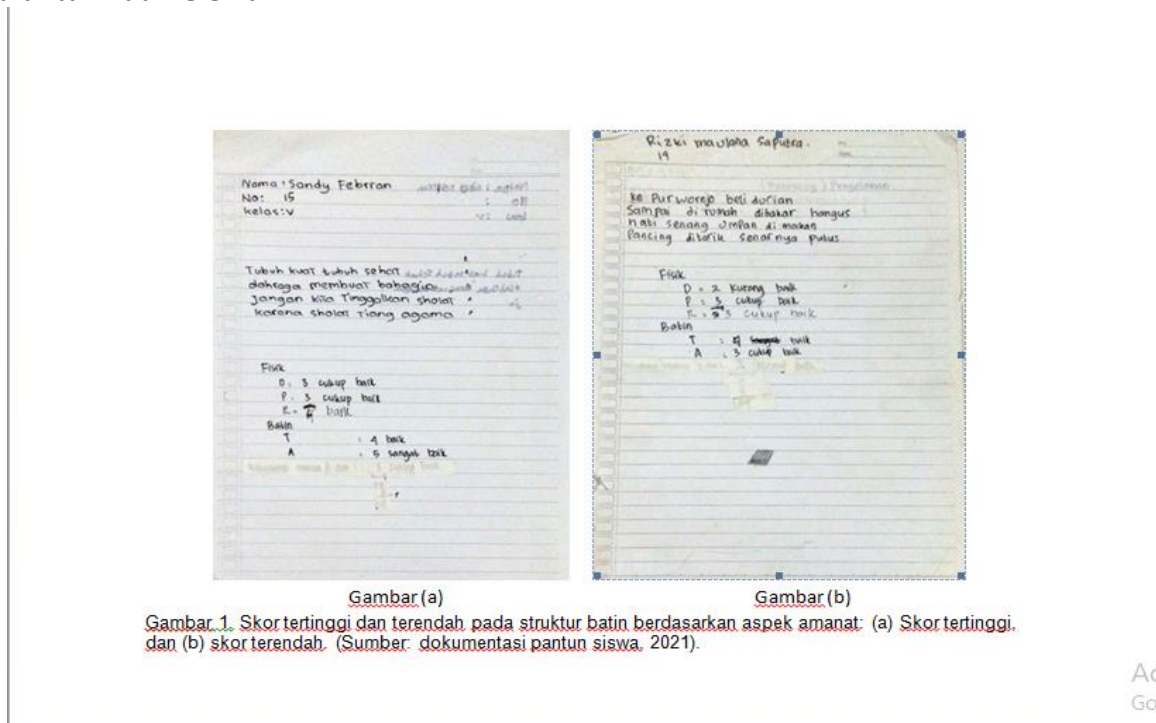 Nama : Sandy Febrian
No: 15
kelas: V
Tubuh kuat tubuh sehat
olahraga membuat bahagia
Jangan kita Tinggalkan sholat
karena sholat Tiang agama
Fisik
D : 3 cukup baik
P : 3 cukup baik
R = 4 baik
Batin
T : 4 baik
A : 5 sangat baik
Rizki maulana Saputra.
19
ke Purworejo beli durian
Sampai di rumah dibakar hangus
Hati senang Umpan di makan
Pancing ditarik senarnya putus
Fisik
D = 2 kurang baik
P : 3 cukup baik
R = 3 cukup baik
Batin
T : 4 baik
A : 3 cukup baik
Gambar (a)
Gambar (b)
Gambar 1. Skor tertinggi dan terendah pada struktur batin berdasarkan aspek amanat: (a) Skor tertinggi,
dan (b) skor terendah. (Sumber: dokumentasi pantun siswa, 2021).